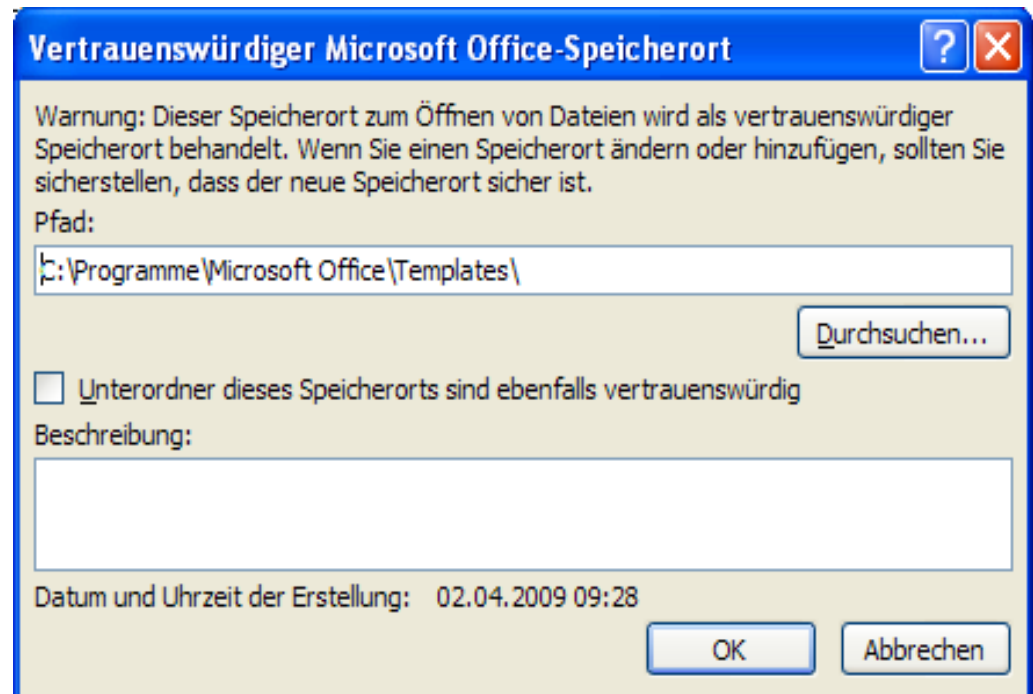 Vertrauenswürdiger Microsoft Office-Speicherort
Warnung: Dieser Speicherort zum Öffnen von Dateien wird als vertrauenswürdiger
Speicherort behandelt. Wenn Sie einen Speicherort ändern oder hinzufügen, sollten Sie
sicherstellen, dass der neue Speicherort sicher ist.
Pfad:
C:\Programme\Microsoft Office\Templates\
Durchsuchen...
Unterordner dieses Speicherorts sind ebenfalls vertrauenswürdig
Beschreibung:
Datum und Uhrzeit der Erstellung: 02.04.2009 09:28
OK Abbrechen